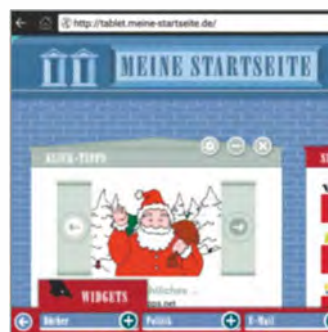 http://tablet.meine-startseite.de/
MEINE STARTSEITE
KLICK-TIPPS
WIDGETS
Bücher
Politik
E-Mail